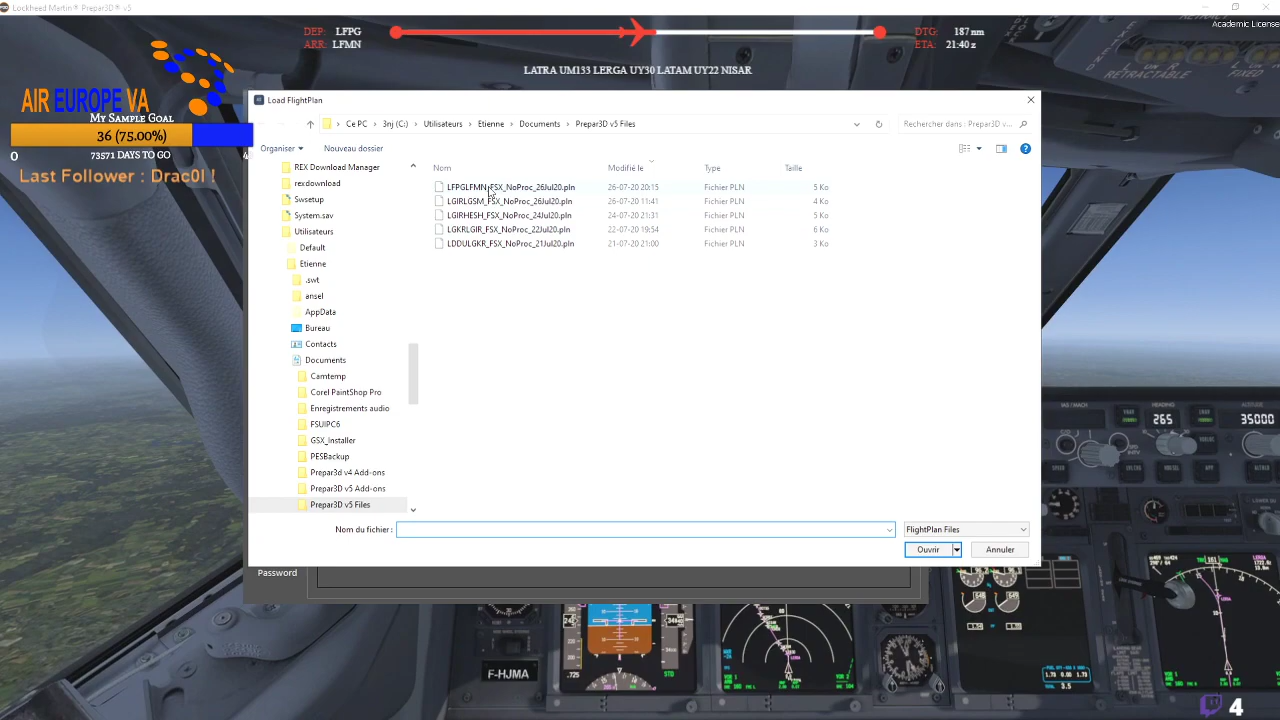 Lockheed Martin® Prepar3D® v5
Academic License
DEP: LFPG
ARR: LFMN
DTG: 187 nm
ETA: 21:40 z
LATRA UM133 LERGA UY30 LATAM UY22 NISAR
AIR EUROPE VA
MY SAMPLE GOAL
36 (75.00%)
0
73571 DAYS TO GO
Last Follower : Drac0l !
Load FlightPlan
Ce PC > 3nj (C:) > Utilisateurs > Etienne > Documents > Prepar3D v5 Files
Rechercher dans : Prepar3D v...
Organiser
Nouveau dossier
REX Download Manager
rexdownload
Swsetup
System.sav
Utilisateurs
Default
Etienne
.swt
ansel
AppData
Bureau
Contacts
Documents
Camtemp
Corel PaintShop Pro
Enregistrements audio
FSUIPC6
GSX_Installer
PESBackup
Prepar3d v4 Add-ons
Prepar3D v5 Add-ons
Prepar3D v5 Files
Nom Modifié le Type Taille
LFPGLFMN_FSX_NoProc_26Jul20.pln 26-07-20 20:15 Fichier PLN 5 Ko
LGIRLGSM_FSX_NoProc_26Jul20.pln 26-07-20 11:41 Fichier PLN 4 Ko
LGIRHESH_FSX_NoProc_24Jul20.pln 24-07-20 21:31 Fichier PLN 5 Ko
LGKRLGIR_FSX_NoProc_22Jul20.pln 22-07-20 19:54 Fichier PLN 6 Ko
LDDULGKR_FSX_NoProc_21Jul20.pln 21-07-20 21:00 Fichier PLN 3 Ko
Nom du fichier :
FlightPlan Files
Ouvrir
Annuler
Password
RETRACTABLE
FIXED
HEADING
265
35000
F-HJMA
.725
STD
LERGA
4